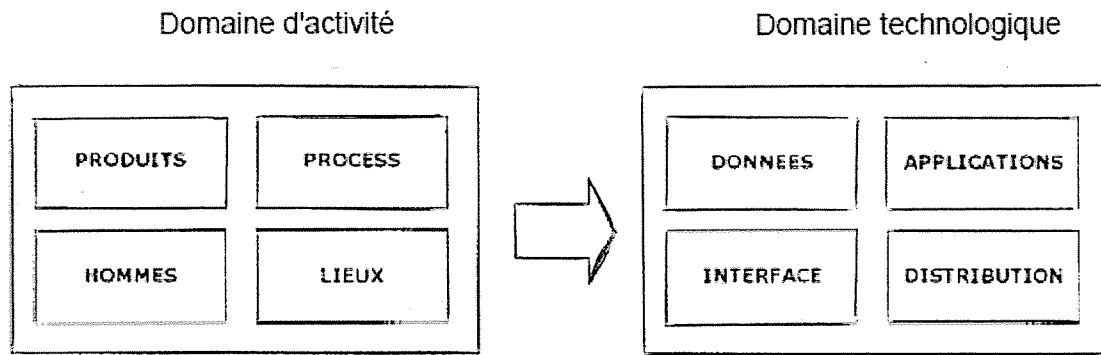 Domaine d'activité
Domaine technologique
PRODUITS
PROCESS
HOMMES
LIEUX
DONNEES
APPLICATIONS
INTERFACE
DISTRIBUTION